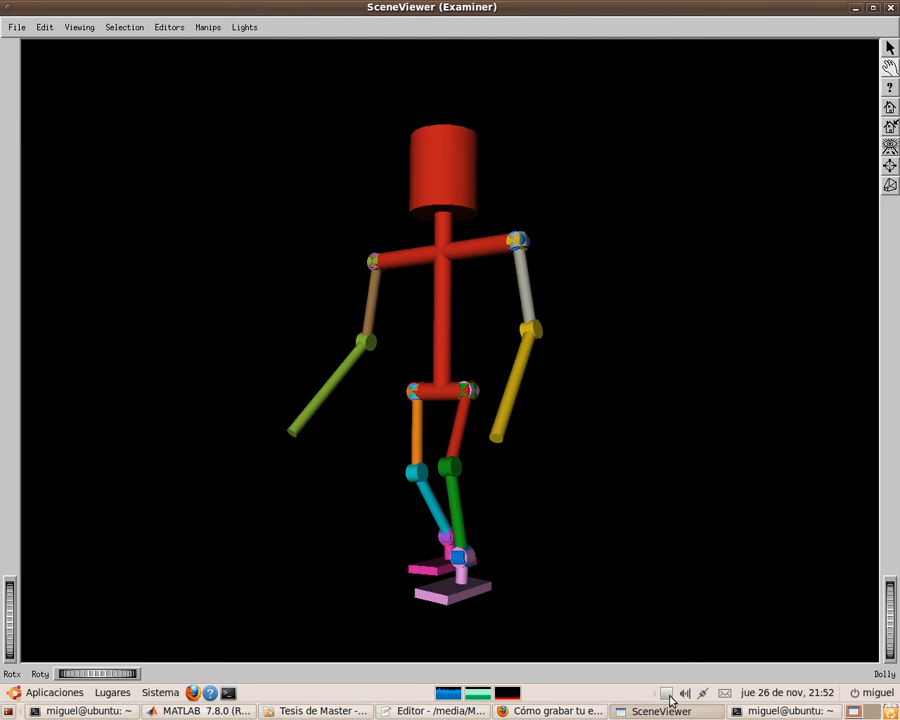 SceneViewer (Examiner)
File Edit Viewing Selection Editors Manips Lights
?
Rotx Roty Dolly
Aplicaciones Lugares Sistema ? jue 26 de nov, 21:52 miguel
miguel@ubuntu: ~ MATLAB 7.8.0 (R... Tesis de Master -... Editor - /media/M... Cómo grabar tu e... SceneViewer miguel@ubuntu: ~